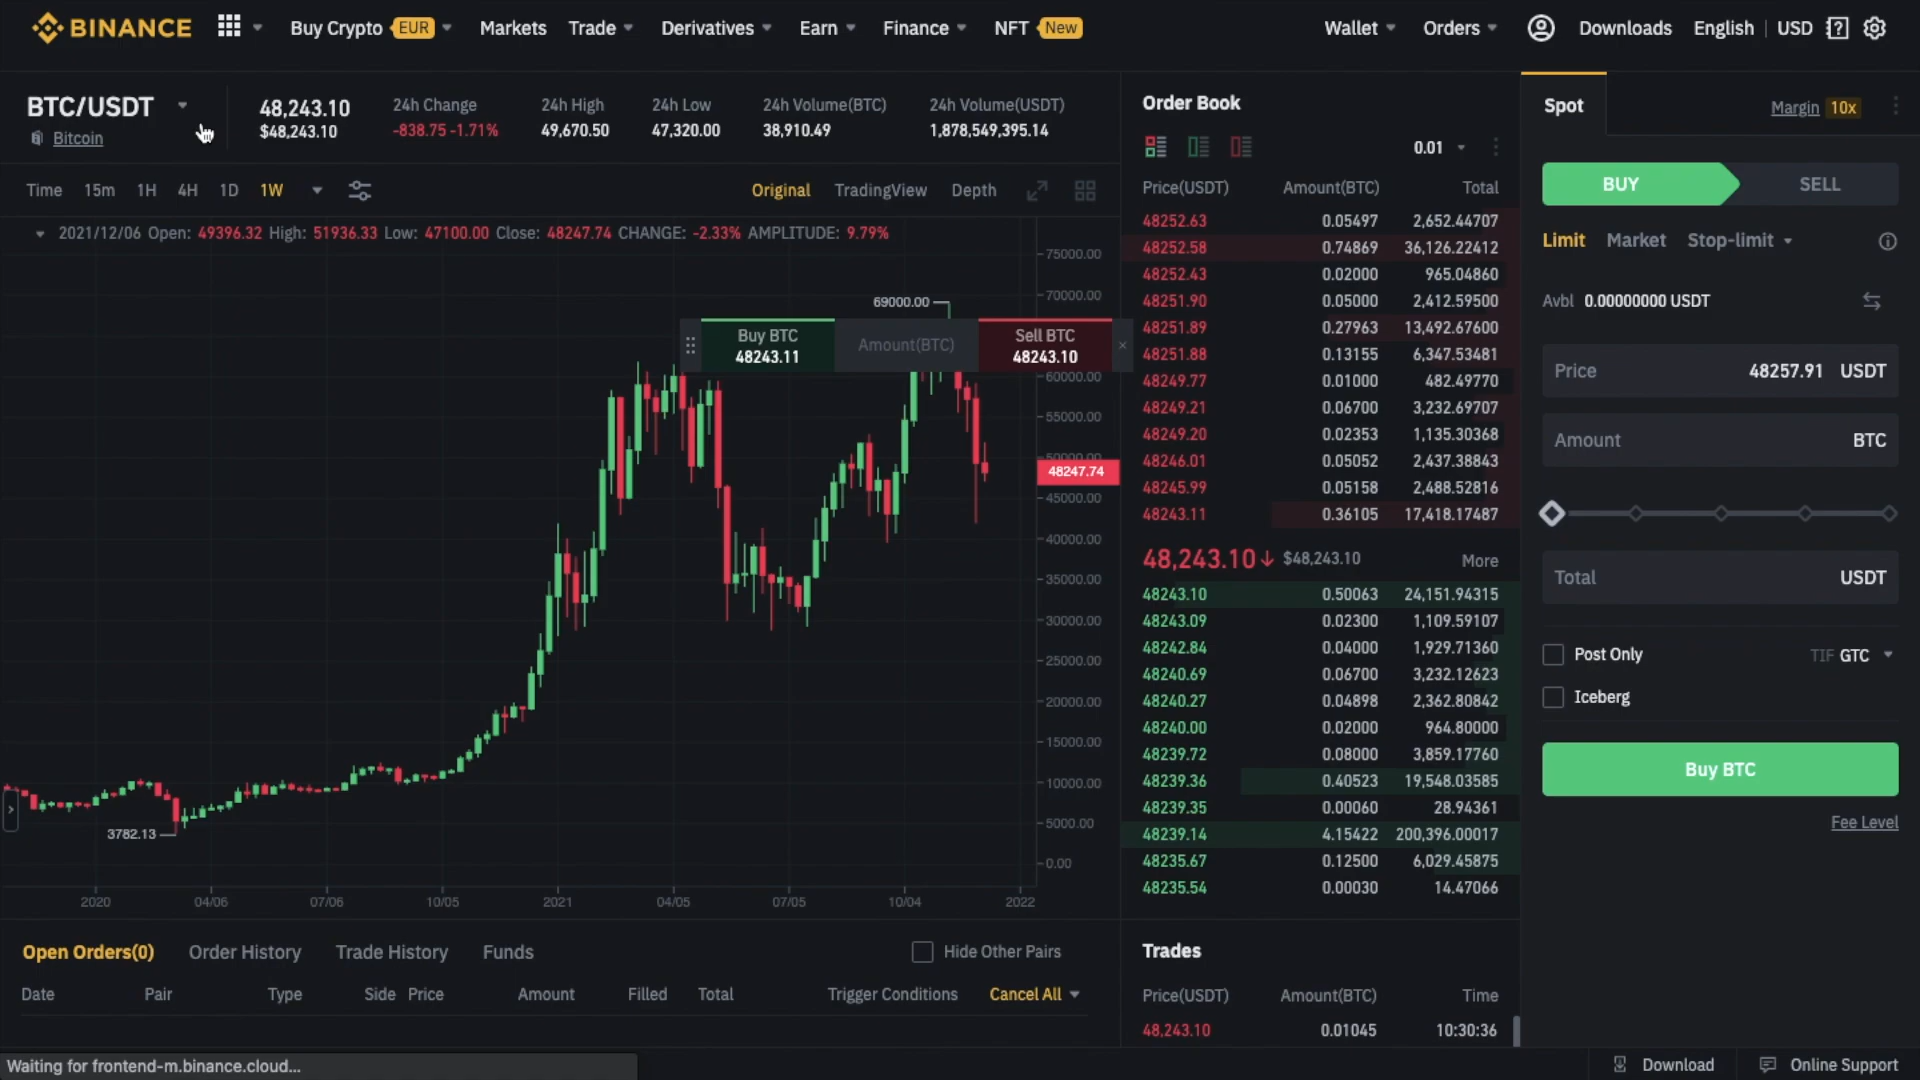 BINANCE Buy Crypto EUR Markets Trade Derivatives Earn Finance NFT New Wallet Orders Downloads English | USD
BTC/USDT
Bitcoin
48,243.10
$48,243.10
24h Change
-838.75 -1.71%
24h High
49,670.50
24h Low
47,320.00
24h Volume(BTC)
38,910.49
24h Volume(USDT)
1,878,549,395.14
Time 15m 1H 4H 1D 1W Original TradingView Depth
2021/12/06 Open: 49396.32 High: 51936.33 Low: 47100.00 Close: 48247.74 CHANGE: -2.33% AMPLITUDE: 9.79%
75000.00
70000.00
69000.00
Buy BTC
48243.11
Amount(BTC)
Sell BTC
48243.10
60000.00
55000.00
50000.00
48247.74
45000.00
40000.00
35000.00
30000.00
25000.00
20000.00
15000.00
10000.00
5000.00
0.00
3782.13
2020 04/06 07/06 10/05 2021 04/05 07/05 10/04 2022
Open Orders(0) Order History Trade History Funds Hide Other Pairs
Date Pair Type Side Price Amount Filled Total Trigger Conditions Cancel All
Waiting for frontend-m.binance.cloud...
Order Book
0.01
Price(USDT) Amount(BTC) Total
48252.63 0.05497 2,652.44707
48252.58 0.74869 36,126.22412
48252.43 0.02000 965.04860
48251.90 0.05000 2,412.59500
48251.89 0.27963 13,492.67600
48251.88 0.13155 6,347.53481
48249.77 0.01000 482.49770
48249.21 0.06700 3,232.69707
48249.20 0.02353 1,135.30368
48246.01 0.05052 2,437.38843
48245.99 0.05158 2,488.52816
48243.11 0.36105 17,418.17487
48,243.10↓ $48,243.10 More
48243.10 0.50063 24,151.94315
48243.09 0.02300 1,109.59107
48242.84 0.04000 1,929.71360
48240.69 0.06700 3,232.12623
48240.27 0.04898 2,362.80842
48240.00 0.02000 964.80000
48239.72 0.08000 3,859.17760
48239.36 0.40523 19,548.03585
48239.35 0.00060 28.94361
48239.14 4.15422 200,396.00017
48235.67 0.12500 6,029.45875
48235.54 0.00030 14.47066
Trades
Price(USDT) Amount(BTC) Time
48,243.10 0.01045 10:30:36
Spot Margin 10x
BUY SELL
Limit Market Stop-limit
Avbl 0.00000000 USDT
Price 48257.91 USDT
Amount BTC
Total USDT
Post Only TIF GTC
Iceberg
Buy BTC
Fee Level
Download Online Support